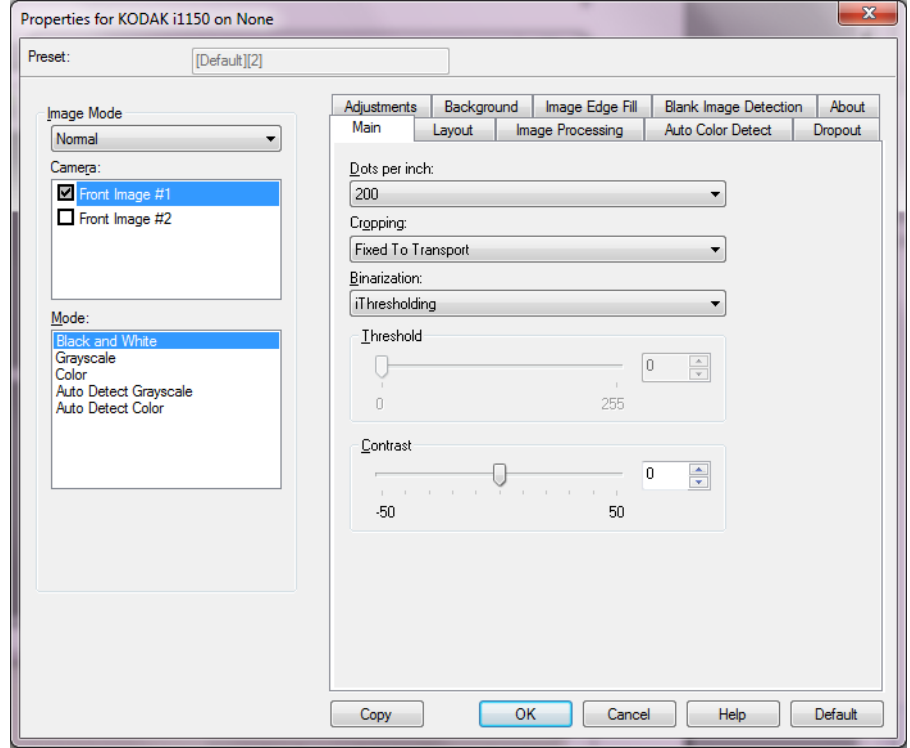 Properties for KODAK i1150 on None
Preset:
[Default][2]
Image Mode
Normal
Camera:
Front Image #1
Front Image #2
Mode:
Black and White
Grayscale
Color
Auto Detect Grayscale
Auto Detect Color
Adjustments Background Image Edge Fill Blank Image Detection About
Main Layout Image Processing Auto Color Detect Dropout
Dots per inch:
200
Cropping:
Fixed To Transport
Binarization:
iThresholding
Threshold
0
0 255
Contrast
0
-50 50
Copy OK Cancel Help Default